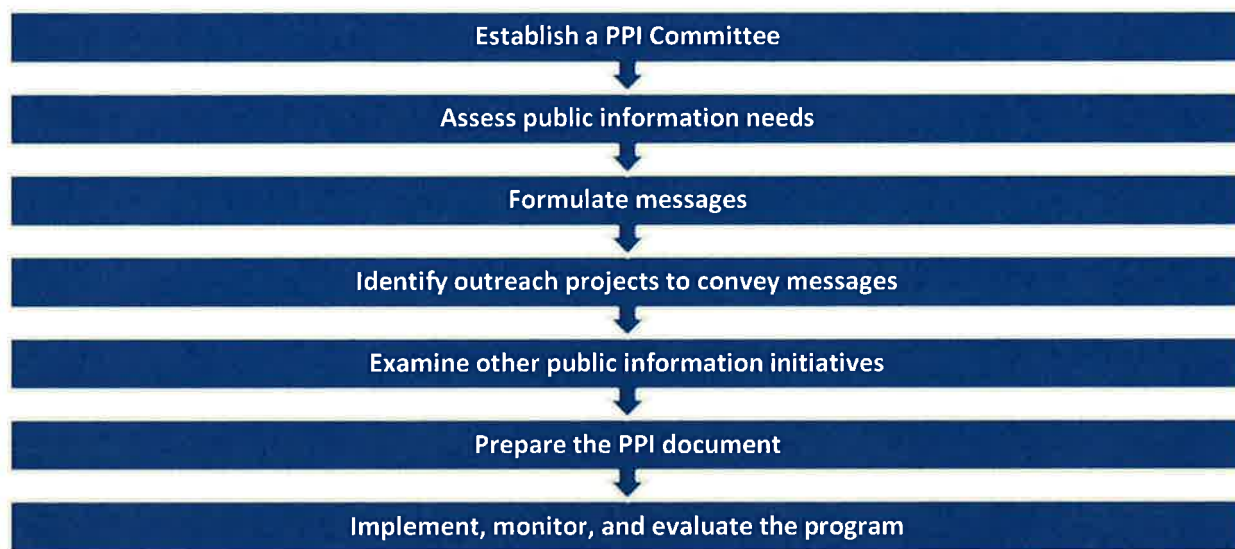 Establish a PPI Committee
Assess public information needs
Formulate messages
Identify outreach projects to convey messages
Examine other public information initiatives
Prepare the PPI document
Implement, monitor, and evaluate the program